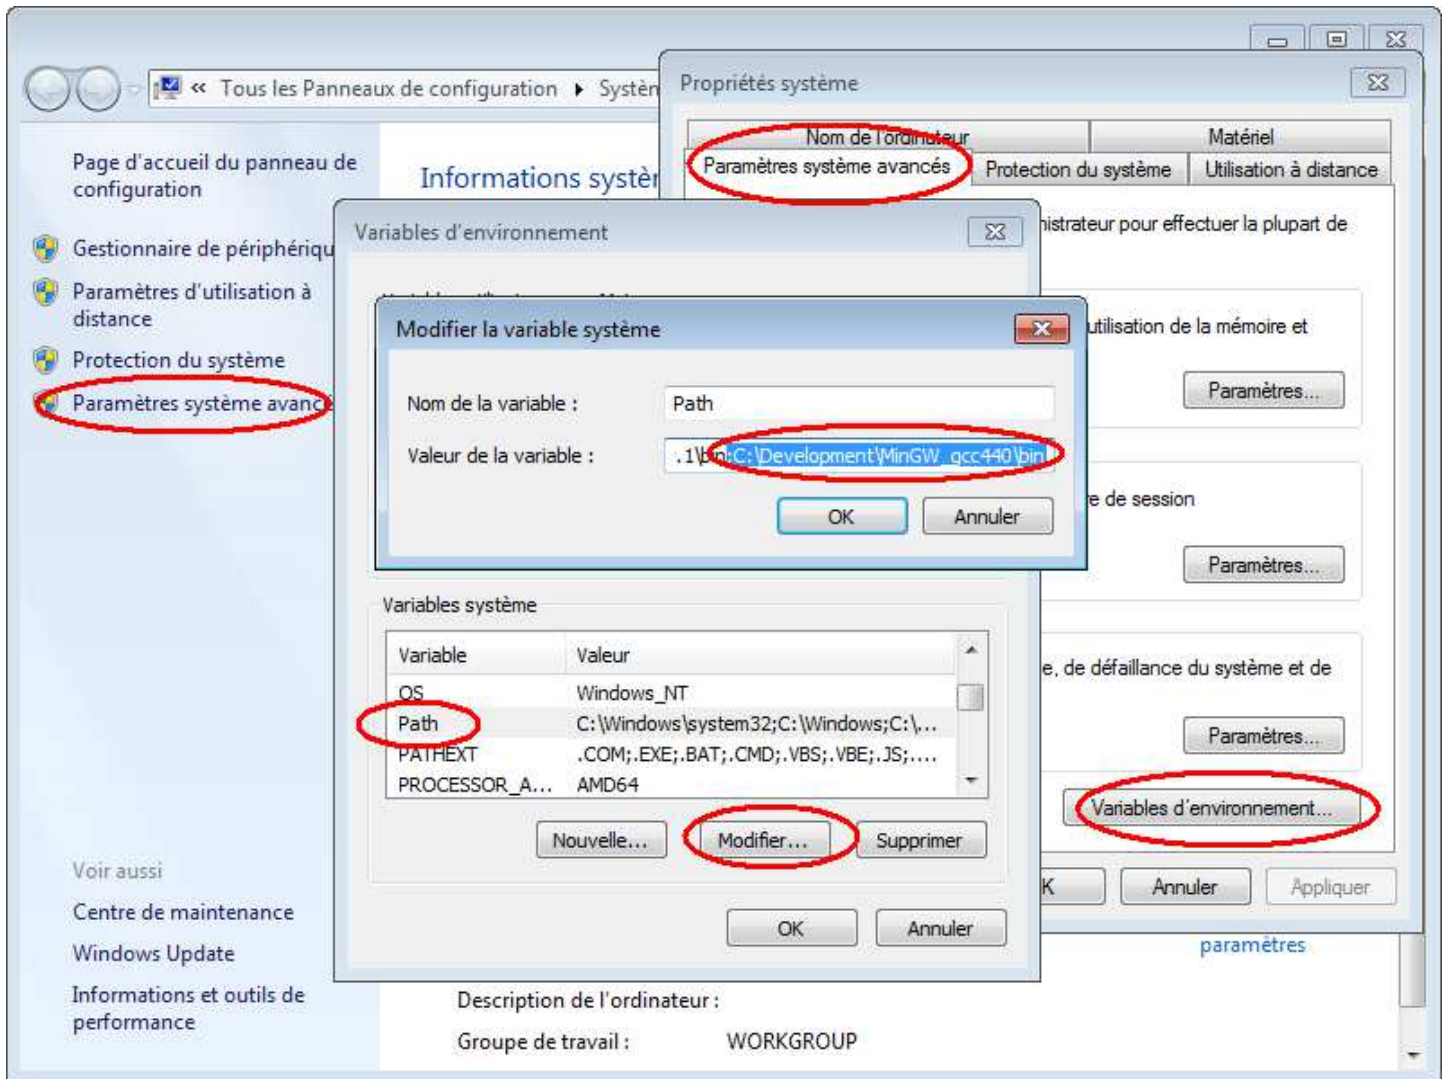 « Tous les Panneaux de configuration ▸ Systèn
Page d'accueil du panneau de
configuration
Gestionnaire de périphériqu
Paramètres d'utilisation à
distance
Protection du système
Paramètres système avancé
Voir aussi
Centre de maintenance
Windows Update
Informations et outils de
performance
Informations systèr
Propriétés système
Nom de l'ordinateur
Matériel
Paramètres système avancés
Protection du système
Utilisation à distance
nistrateur pour effectuer la plupart de
utilisation de la mémoire et
Paramètres...
e de session
Paramètres...
e, de défaillance du système et de
Paramètres...
Variables d'environnement...
K
Annuler
Appliquer
Variables d'environnement
Modifier la variable système
Nom de la variable :
Path
Valeur de la variable :
.1\bin;C:\Development\MinGW_gcc440\bin
OK
Annuler
Variables système
Variable Valeur
OS Windows_NT
Path C:\Windows\system32;C:\Windows;C:\...
PATHEXT .COM;.EXE;.BAT;.CMD;.VBS;.VBE;.JS;....
PROCESSOR_A... AMD64
Nouvelle...
Modifier...
Supprimer
OK
Annuler
paramètres
Description de l'ordinateur :
Groupe de travail : WORKGROUP